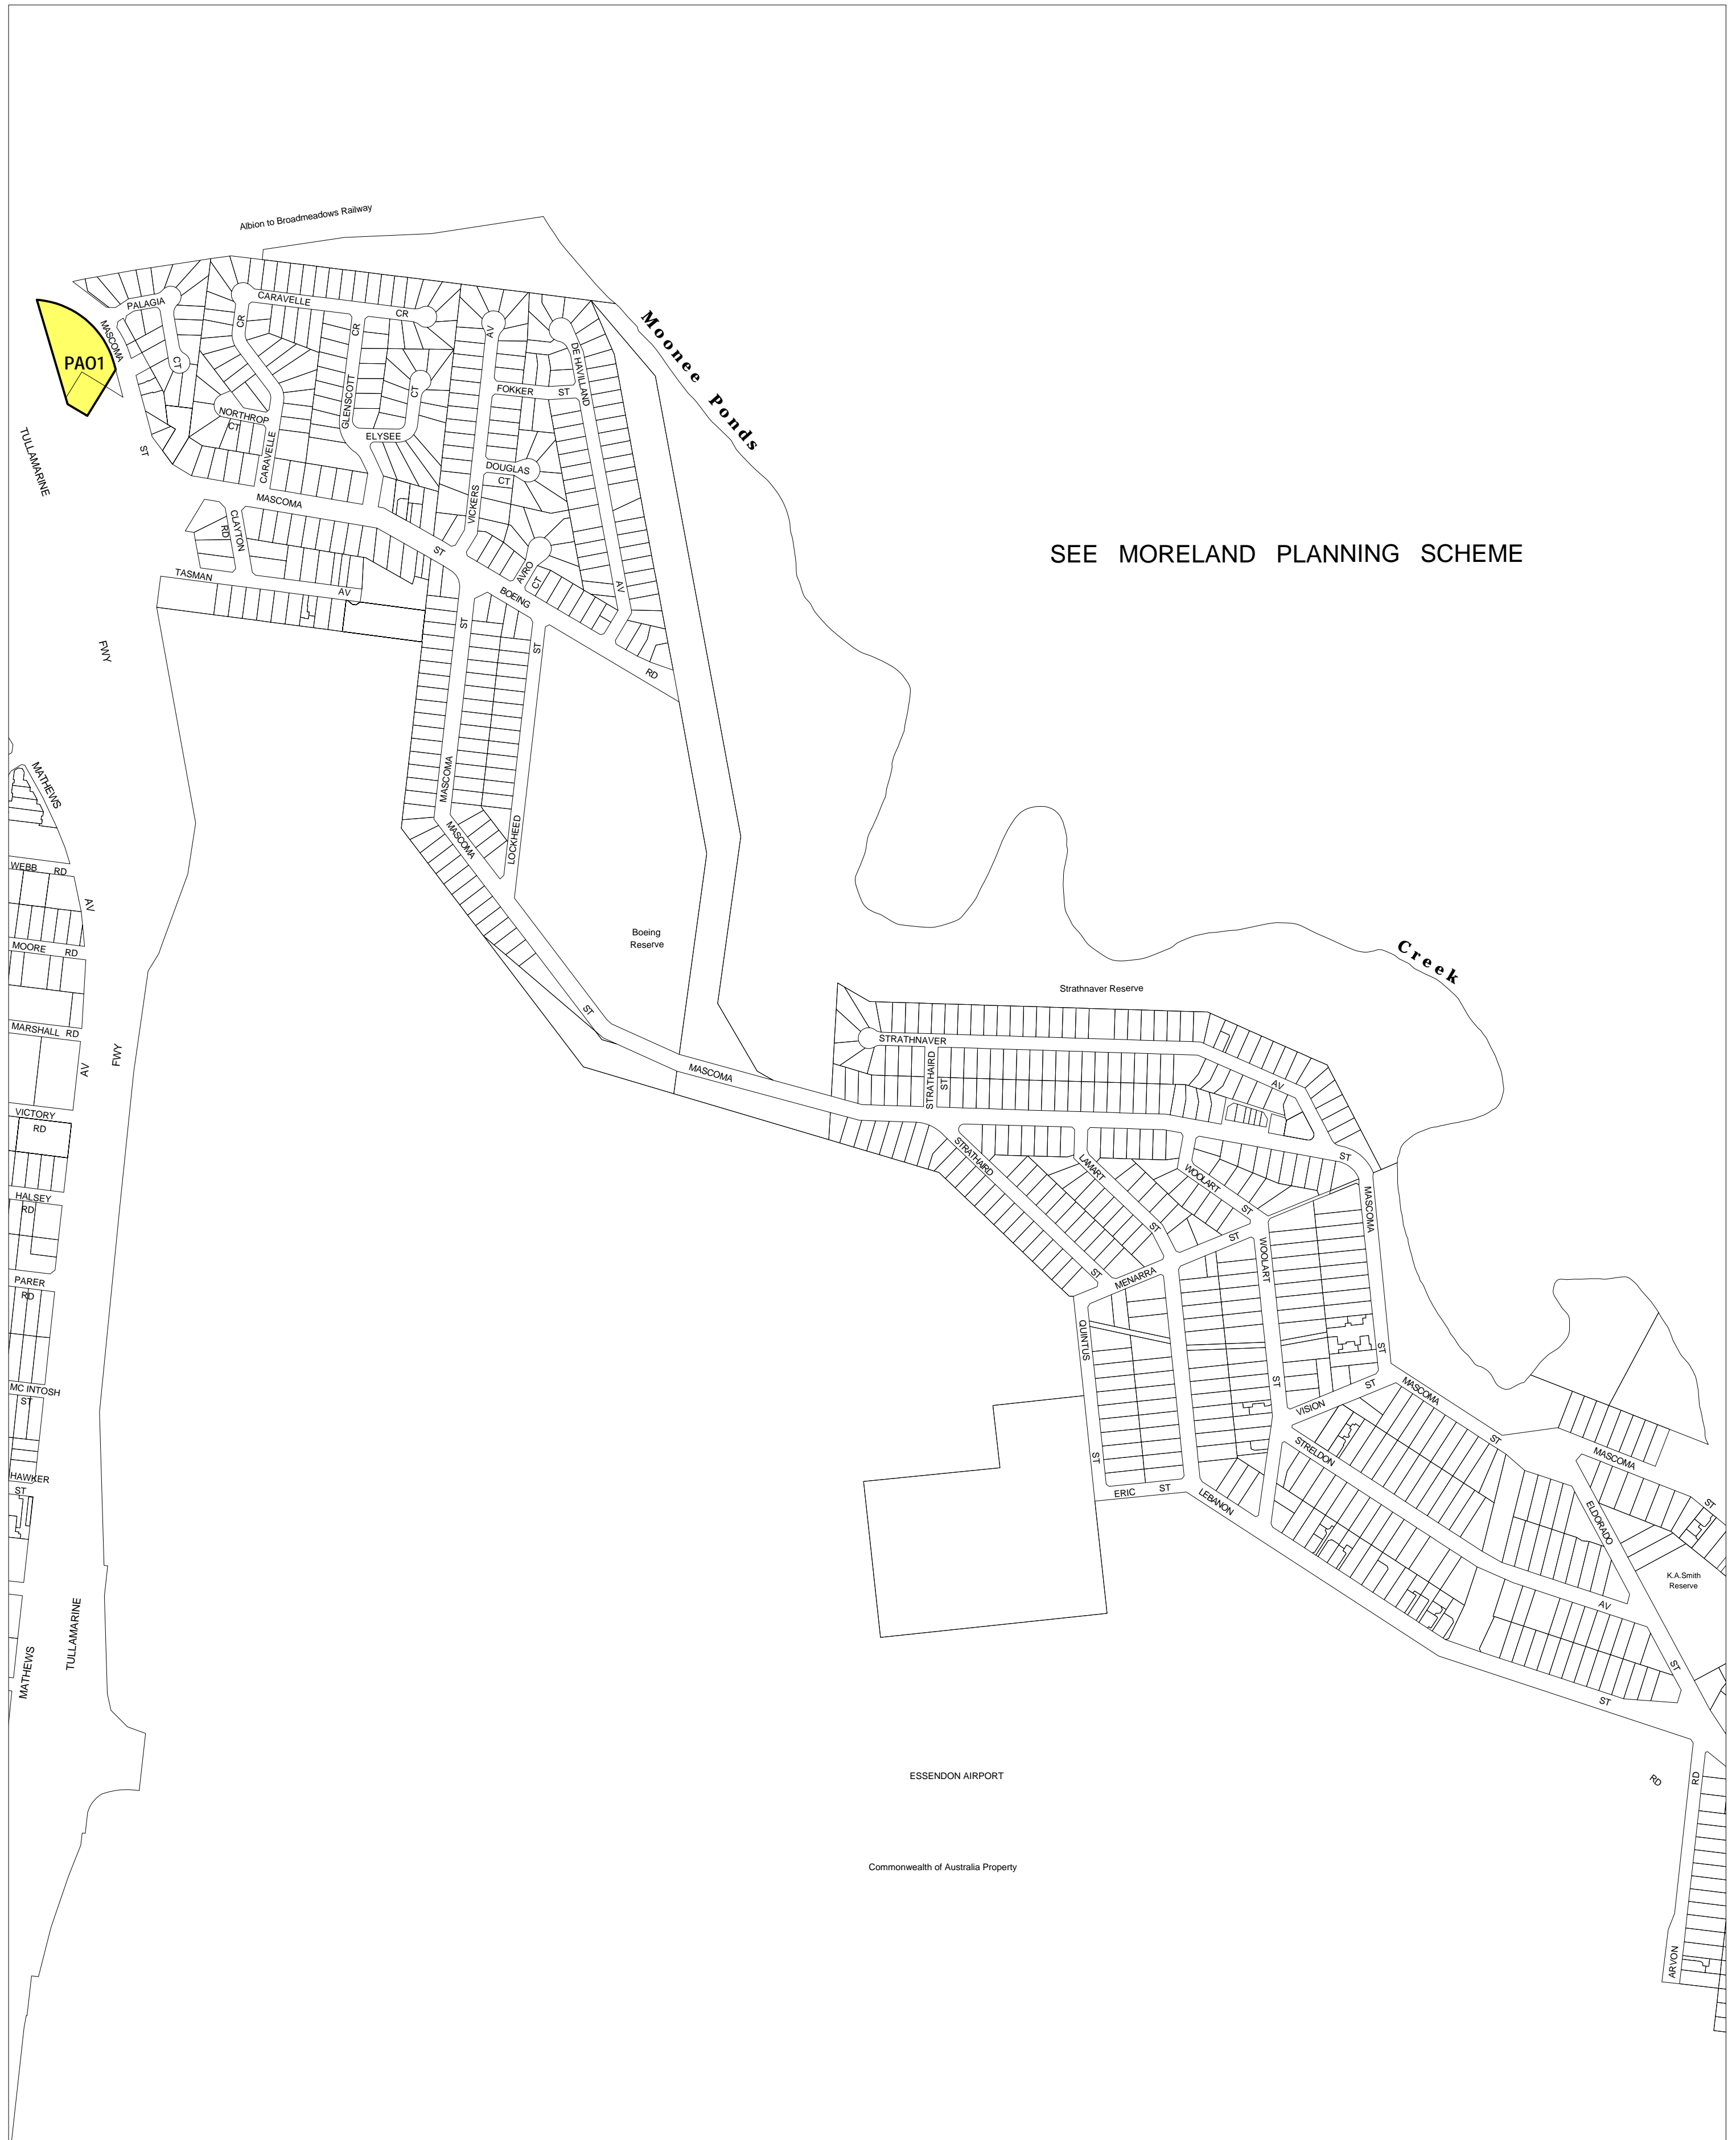 Albion to Broadmeadows Railway
PALAGIA
CARAVELLE
CR
MASCOMA
CR
CR
AV
Moonee Ponds
PAO1
CT
DE HAVILLAND
GLENSCOTT
CT
FOKKER ST
NORTHROP
CT
ELYSEE
TULLAMARINE
ST
CARAVELLE
DOUGLAS
CT
VICKERS
MASCOMA
CLAYTON
RD
ST
SEE MORELAND PLANNING SCHEME
TASMAN
AV
AVRO
CT
BOEING
AV
ST
ST
FWY
RD
MATHEWS
MASCOMA
MASCOMA
LOCKHEED
WEBB RD
AV
Boeing
Reserve
MOORE RD
Creek
Strathnaver Reserve
ST
MARSHALL RD
FWY
AV
STRATHNAVER
STRATHAIRD
ST
MASCOMA
AV
VICTORY
RD
STRATHAIRD
LAMART
WOOLART
ST
MASCOMA
HALSEY
RD
ST
ST
ST
WOOLART
PARER
RD
ST
MENARRA
QUINTUS
ST
MC INTOSH
ST
ST
ST
VISION
MASCOMA
ST
STRELDON
MASCOMA
ST
HAWKER
ST
ERIC ST
LEBANON
ST
ELDORADO
K.A.Smith
Reserve
TULLAMARINE
MATHEWS
AV
ST
ST
ESSENDON AIRPORT
RD
RD
Commonwealth of Australia Property
ARVON